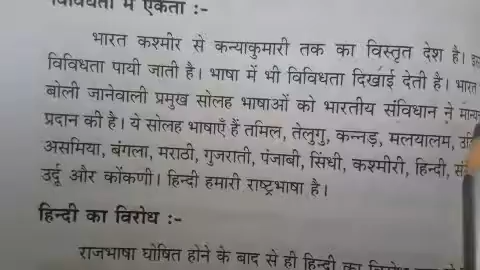 विविधता में एकता :-
भारत कश्मीर से कन्याकुमारी तक का विस्तृत देश है।
विविधता पायी जाती है। भाषा में भी विविधता दिखाई देती है। भारत
बोली जानेवाली प्रमुख सोलह भाषाओं को भारतीय संविधान ने
प्रदान की है। ये सोलह भाषाएँ हैं तमिल, तेलुगु, कन्नड़, मलयालम,
असमिया, बंगला, मराठी, गुजराती, पंजाबी, सिंधी, कश्मीरी, हिन्दी,
उर्दू और कोंकणी। हिन्दी हमारी राष्ट्रभाषा है।
हिन्दी का विरोध :-
राजभाषा घोषित होने के बाद से ही हिन्दी का